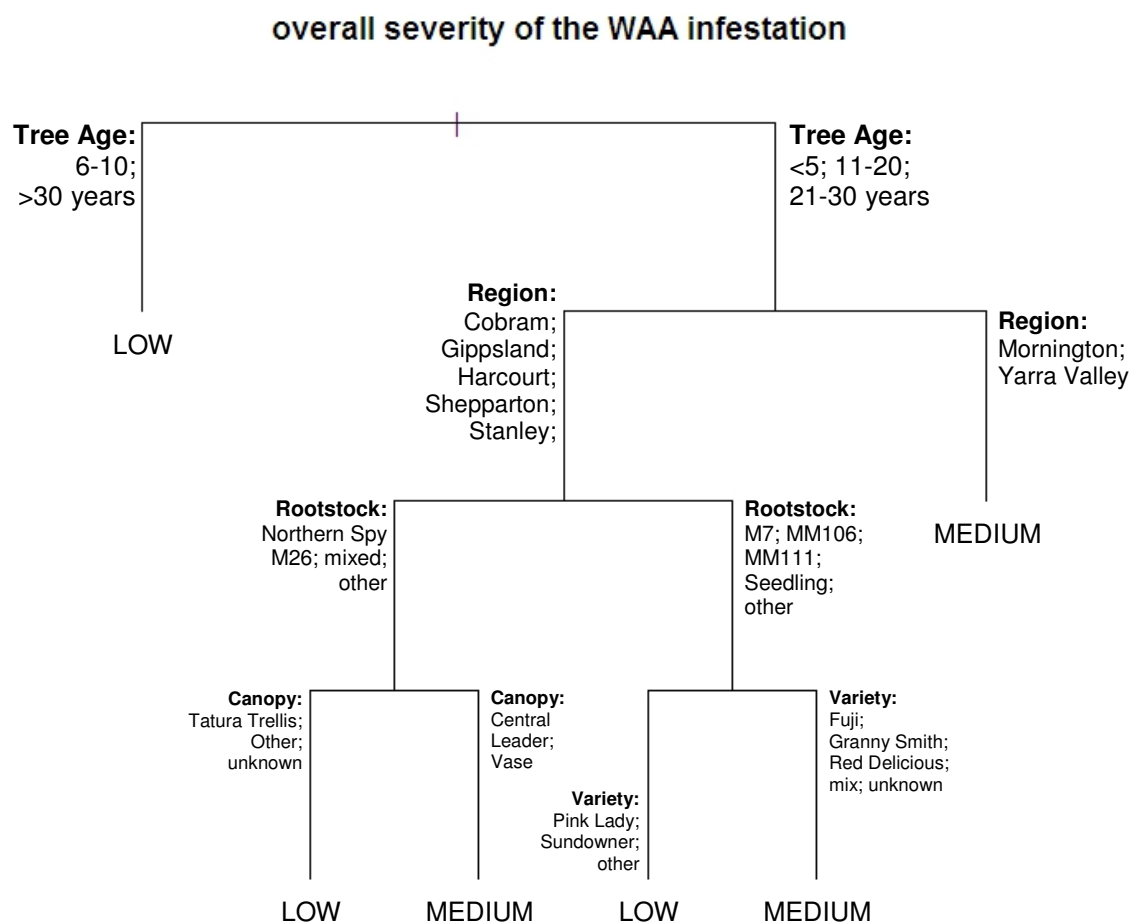 overall severity of the WAA infestation
Tree Age:
6-10;
>30 years
Tree Age:
<5; 11-20;
21-30 years
LOW
Region:
Cobram;
Gippsland;
Harcourt;
Shepparton;
Stanley;
Region:
Mornington;
Yarra Valley
Rootstock:
Northern Spy
M26; mixed;
other
Rootstock:
M7; MM106;
MM111;
Seedling;
other
MEDIUM
Canopy:
Tatura Trellis;
Other;
unknown
Canopy:
Central
Leader;
Vase
Variety:
Pink Lady;
Sundowner;
other
Variety:
Fuji;
Granny Smith;
Red Delicious;
mix; unknown
LOW
MEDIUM
LOW
MEDIUM